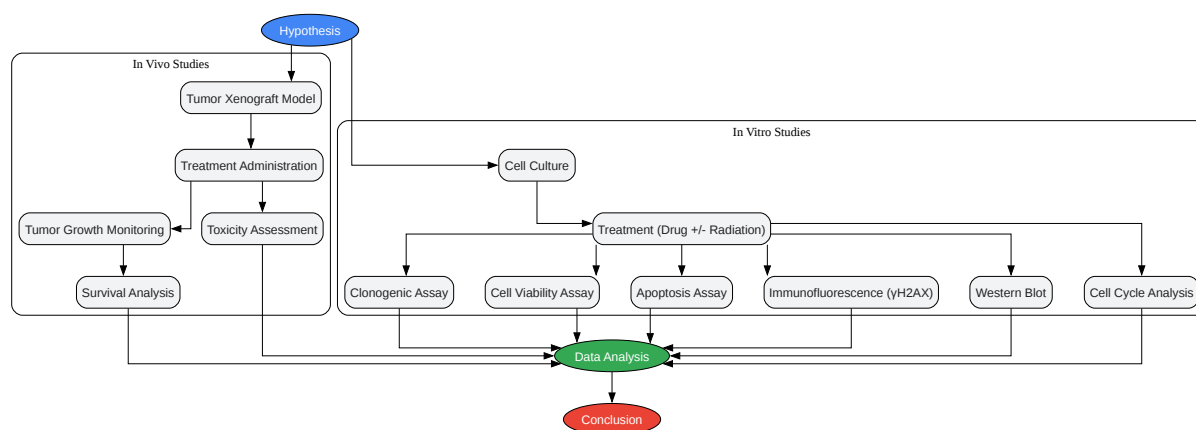 Hypothesis
In Vivo Studies
Tumor Xenograft Model
In Vitro Studies
Treatment Administration
Cell Culture
Tumor Growth Monitoring
Toxicity Assessment
Treatment (Drug +/- Radiation)
Survival Analysis
Clonogenic Assay
Cell Viability Assay
Apoptosis Assay
Immunofluorescence (γH2AX)
Western Blot
Cell Cycle Analysis
Data Analysis
Conclusion